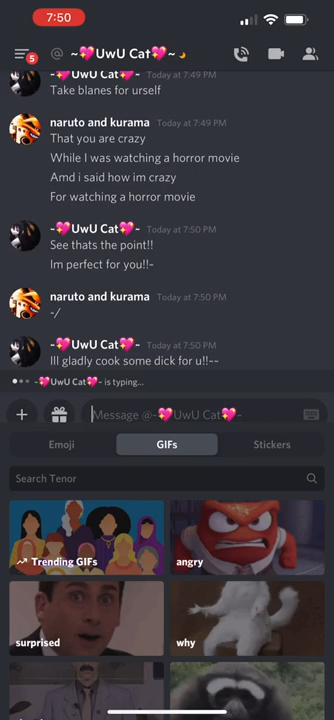 7:50
5
@ ~💖UwU Cat💖~🌙
~💖UwU Cat💖~ Today at 7:49 PM
Take blanes for urself
naruto and kurama Today at 7:49 PM
That you are crazy
While I was watching a horror movie
Amd i said how im crazy
For watching a horror movie
~💖UwU Cat💖~ Today at 7:50 PM
See thats the point!!
Im perfect for you!!~
naruto and kurama Today at 7:50 PM
-/
~💖UwU Cat💖~ Today at 7:50 PM
Ill gladly cook some dick for u!!~~
~💖UwU Cat💖~ is typing...
Message @~💖UwU Cat💖~
Emoji GIFs Stickers
Search Tenor
Trending GIFs angry
surprised why